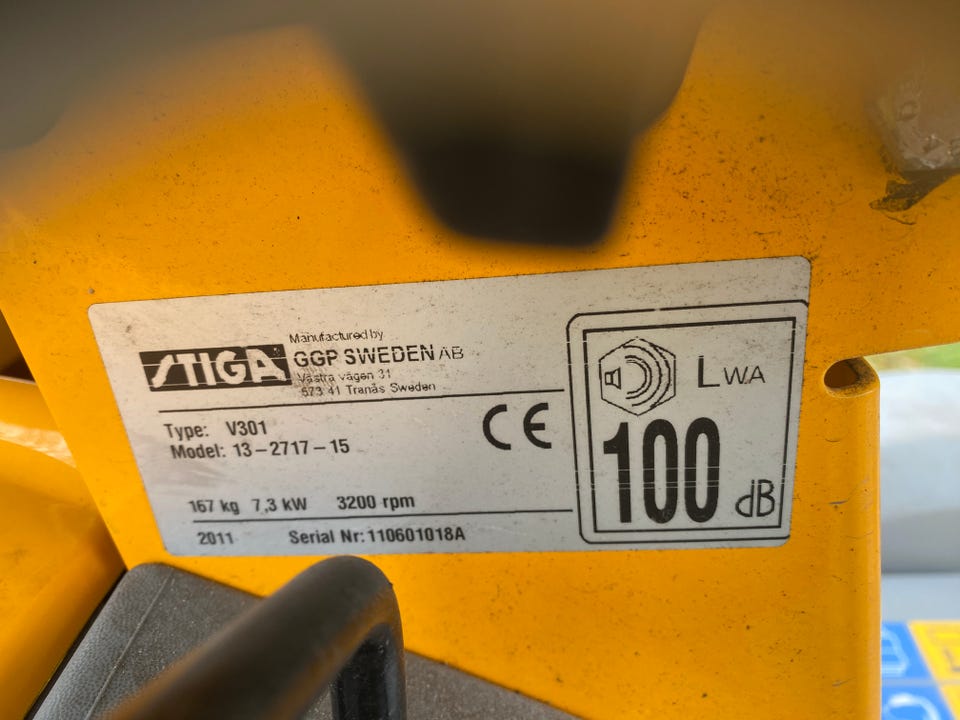 STIGA
Manufactured by
GGP SWEDEN AB
Västra vägen 31
573 41 Tranås Sweden
Type: V301
Model: 13-2717-15
CE
167 kg 7,3 kW 3200 rpm
2011 Serial Nr: 110601018A
LWA
100
dB